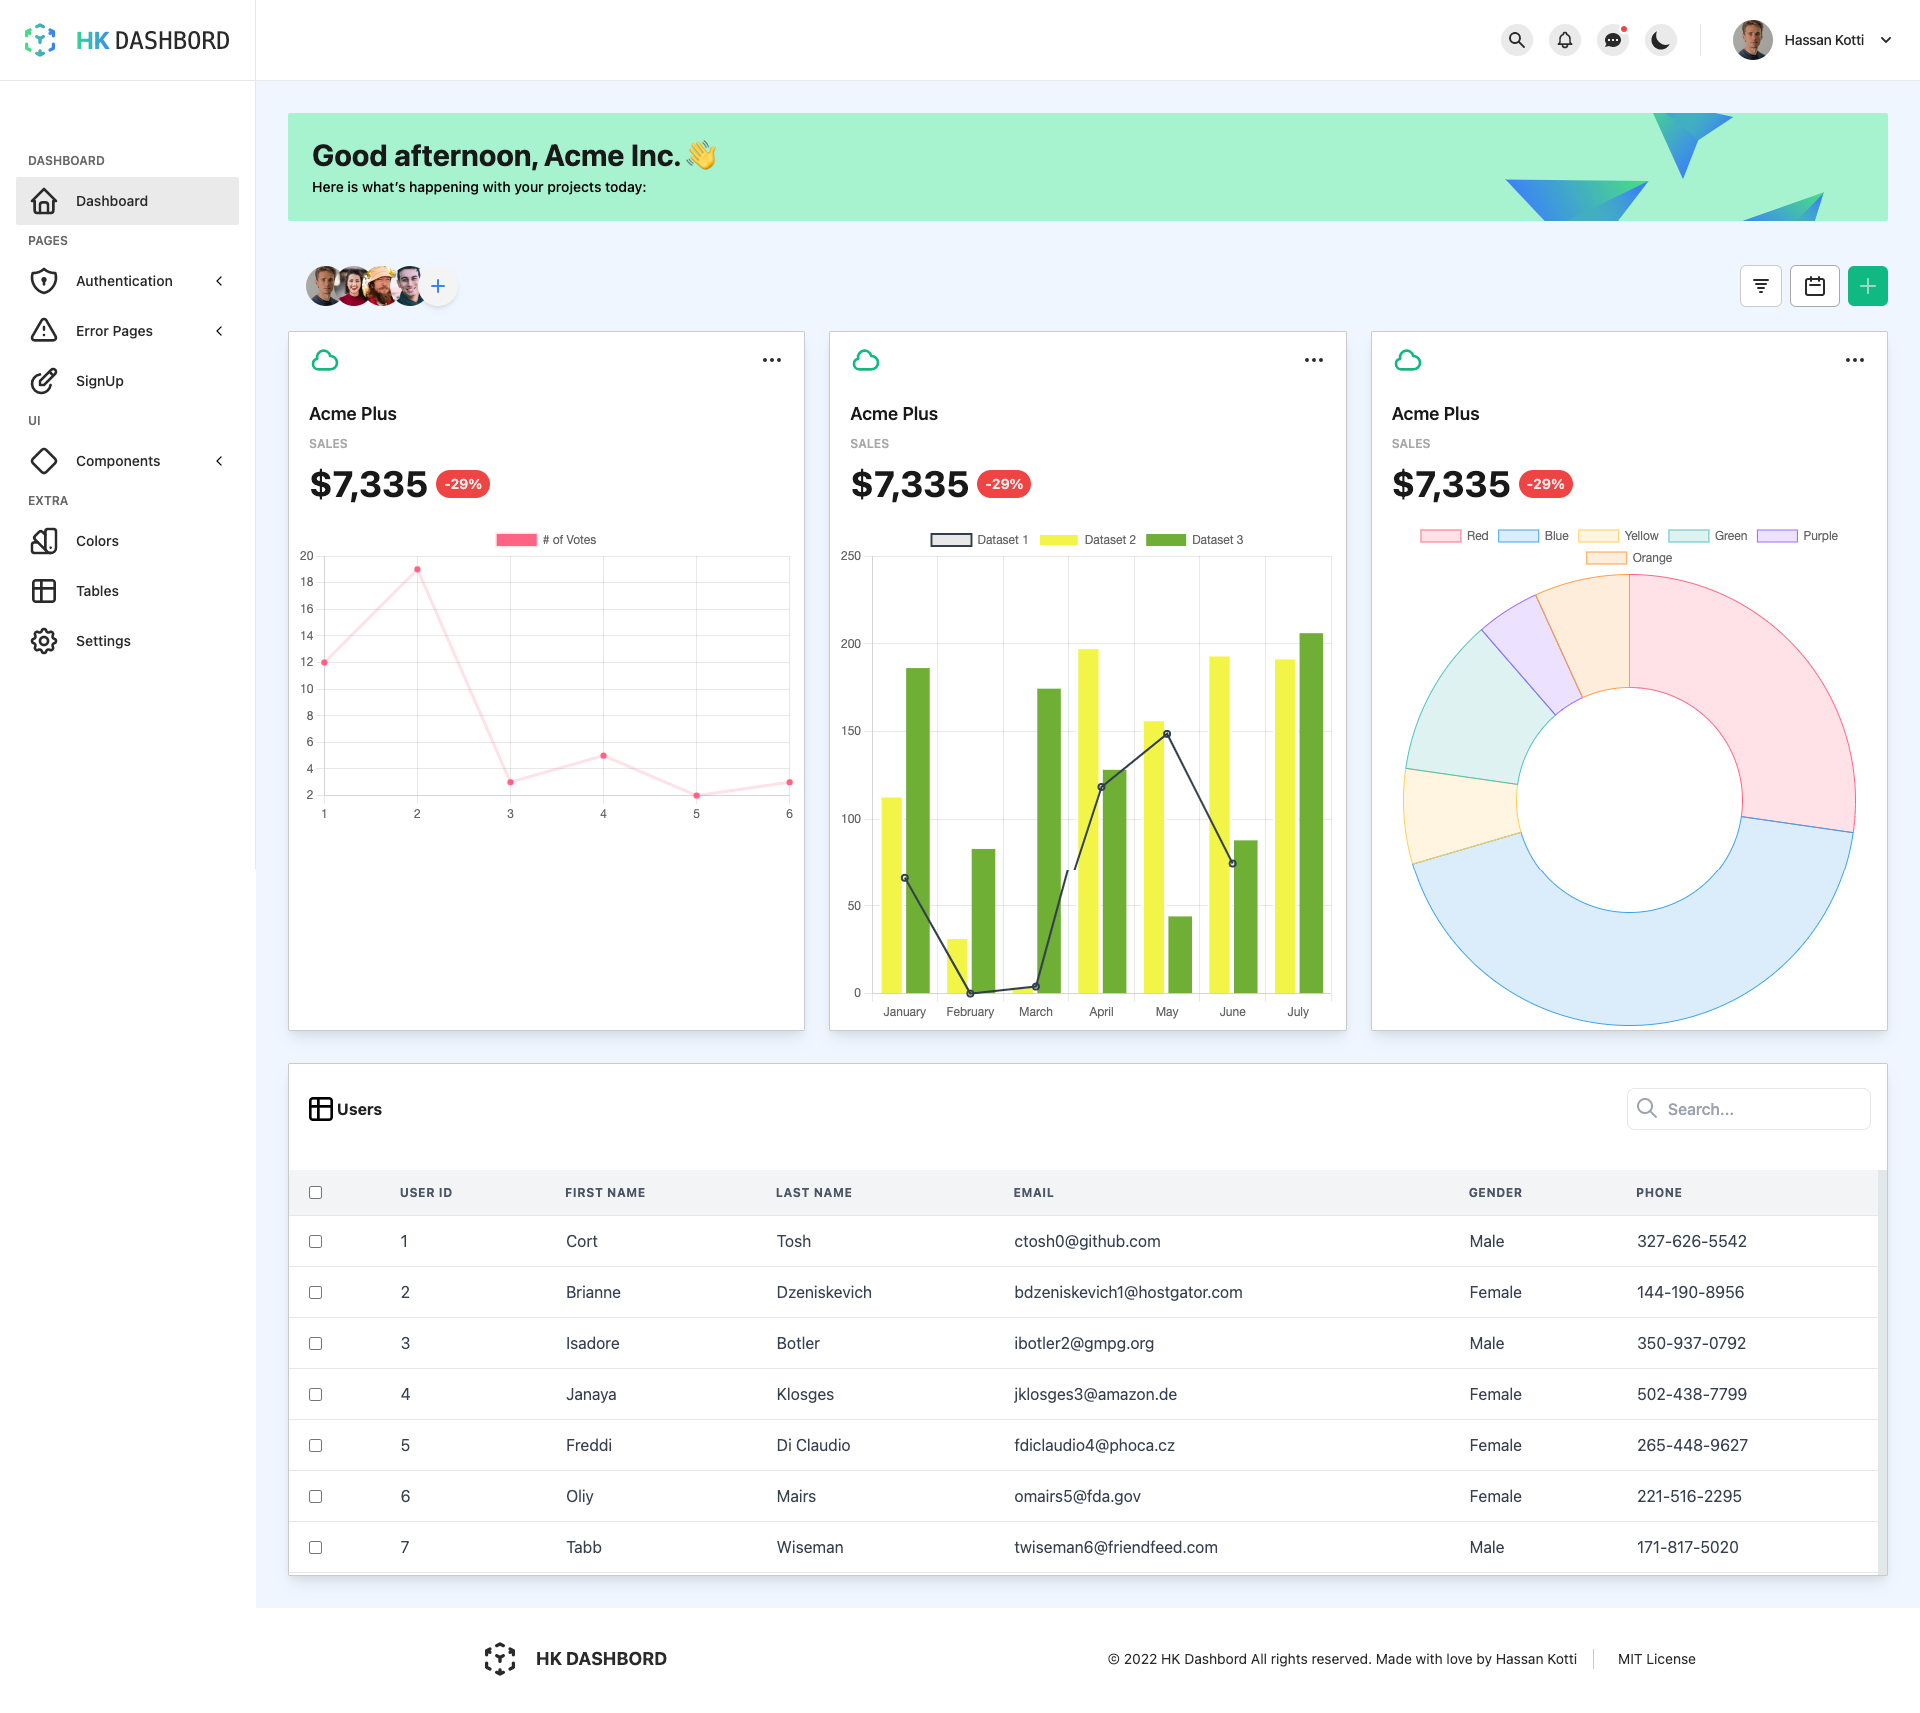 HK DASHBORD
Hassan Kotti
DASHBOARD
Dashboard
PAGES
Authentication
Error Pages
SignUp
UI
Components
EXTRA
Colors
Tables
Settings
Good afternoon, Acme Inc. 👋
Here is what's happening with your projects today:
Acme Plus
SALES
$7,335 -29%
# of Votes
20
18
16
14
12
10
8
6
4
2
1 2 3 4 5 6
Acme Plus
SALES
$7,335 -29%
Dataset 1 Dataset 2 Dataset 3
250
200
150
100
50
0
January February March April May June July
Acme Plus
SALES
$7,335 -29%
Red Blue Yellow Green Purple
Orange
Users
Search...
USER ID FIRST NAME LAST NAME EMAIL GENDER PHONE
1 Cort Tosh ctosh0@github.com Male 327-626-5542
2 Brianne Dzeniskevich bdzeniskevich1@hostgator.com Female 144-190-8956
3 Isadore Botler ibotler2@gmpg.org Male 350-937-0792
4 Janaya Klosges jklosges3@amazon.de Female 502-438-7799
5 Freddi Di Claudio fdiclaudio4@phoca.cz Female 265-448-9627
6 Oliy Mairs omairs5@fda.gov Female 221-516-2295
7 Tabb Wiseman twiseman6@friendfeed.com Male 171-817-5020
HK DASHBORD
© 2022 HK Dashbord All rights reserved. Made with love by Hassan Kotti
MIT License